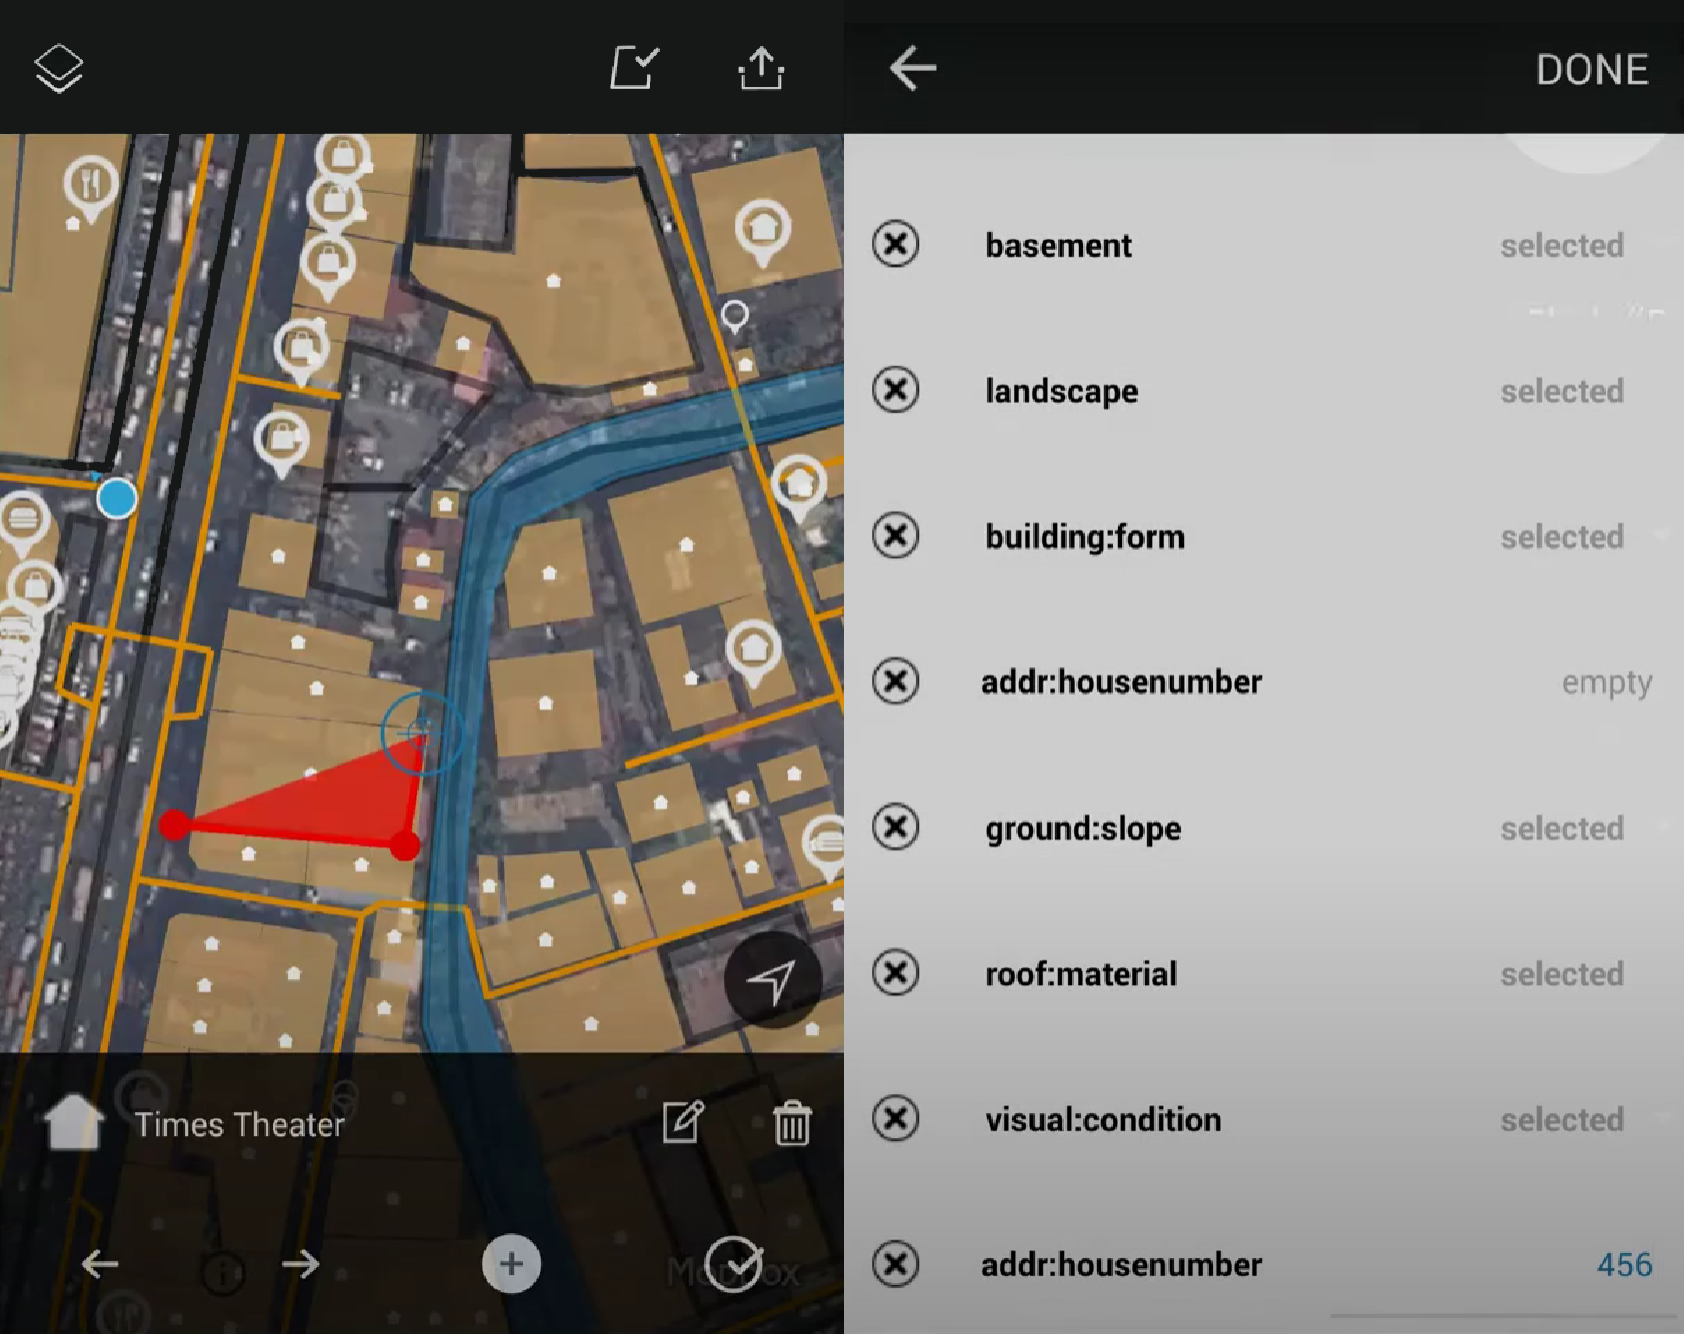 DONE
basement selected
landscape selected
building:form selected
addr:housenumber empty
ground:slope selected
roof:material selected
visual:condition selected
addr:housenumber 456
Times Theater
Mapbox